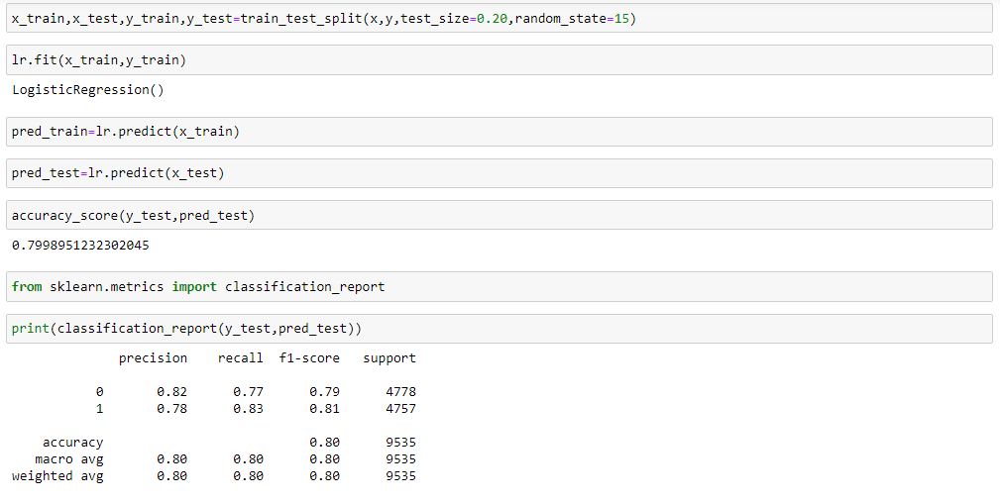 x_train,x_test,y_train,y_test=train_test_split(x,y,test_size=0.20,random_state=15)
lr.fit(x_train,y_train)
LogisticRegression()
pred_train=lr.predict(x_train)
pred_test=lr.predict(x_test)
accuracy_score(y_test,pred_test)
0.7998951232302045
from sklearn.metrics import classification_report
print(classification_report(y_test,pred_test))
precision    recall  f1-score   support
0       0.82      0.77      0.79      4778
1       0.78      0.83      0.81      4757
accuracy                           0.80      9535
macro avg       0.80      0.80      0.80      9535
weighted avg       0.80      0.80      0.80      9535